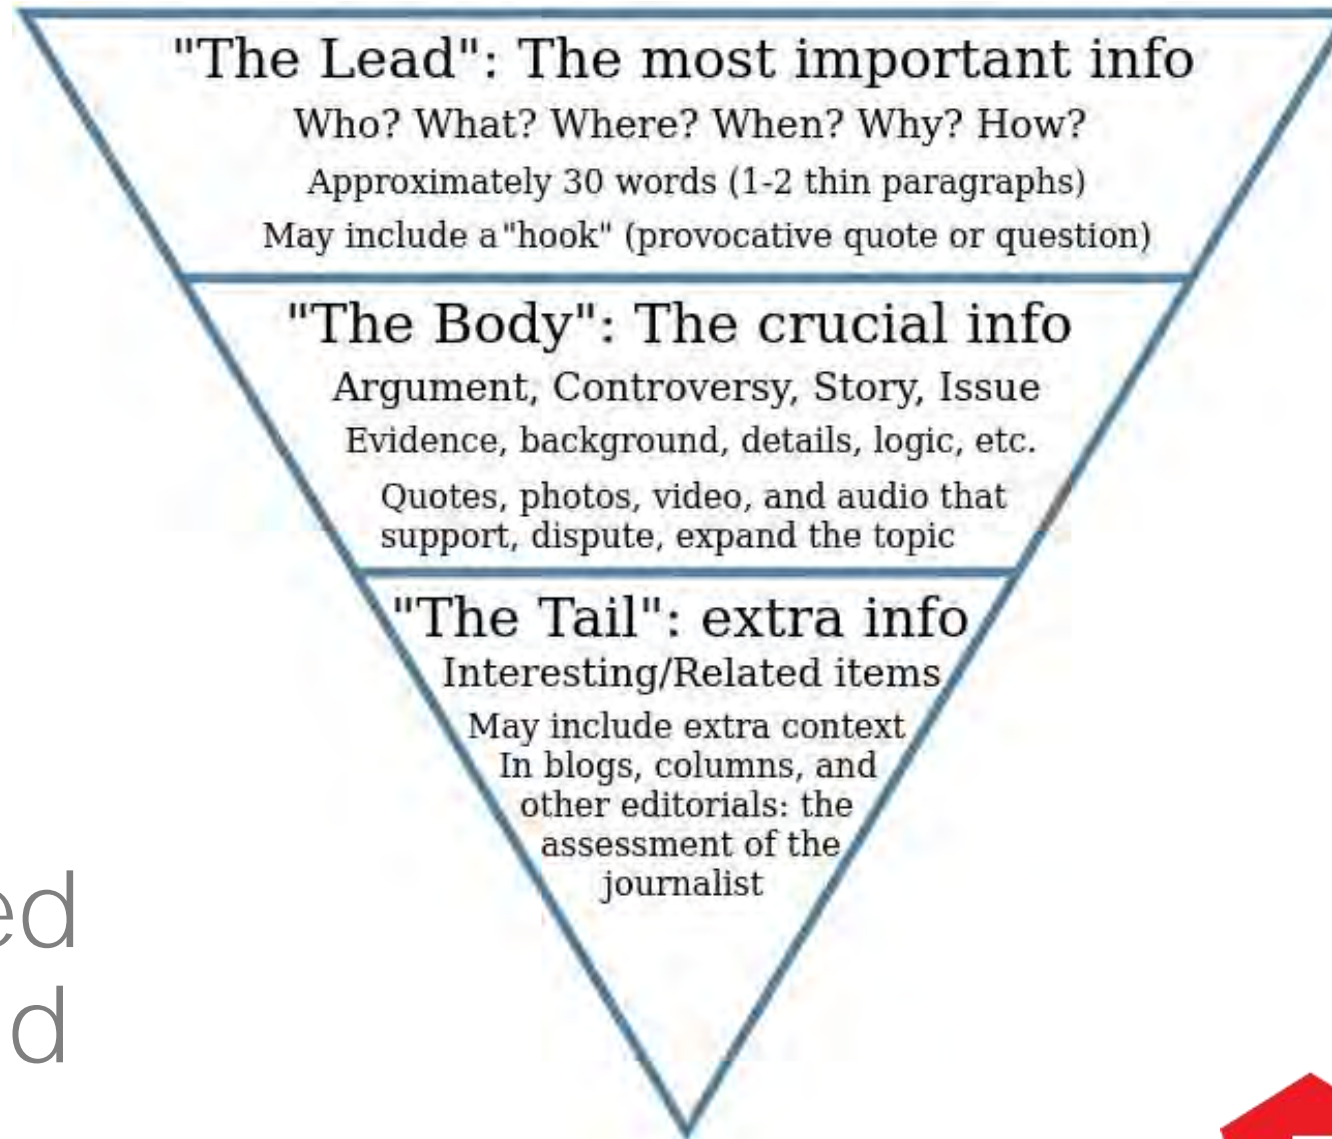 "The Lead": The most important info
Who? What? Where? When? Why? How?
Approximately 30 words (1-2 thin paragraphs)
May include a "hook" (provocative quote or question)
"The Body": The crucial info
Argument, Controversy, Story, Issue
Evidence, background, details, logic, etc.
Quotes, photos, video, and audio that
support, dispute, expand the topic
"The Tail": extra info
Interesting/Related items
May include extra context
In blogs, columns, and
other editorials: the
assessment of the
journalist